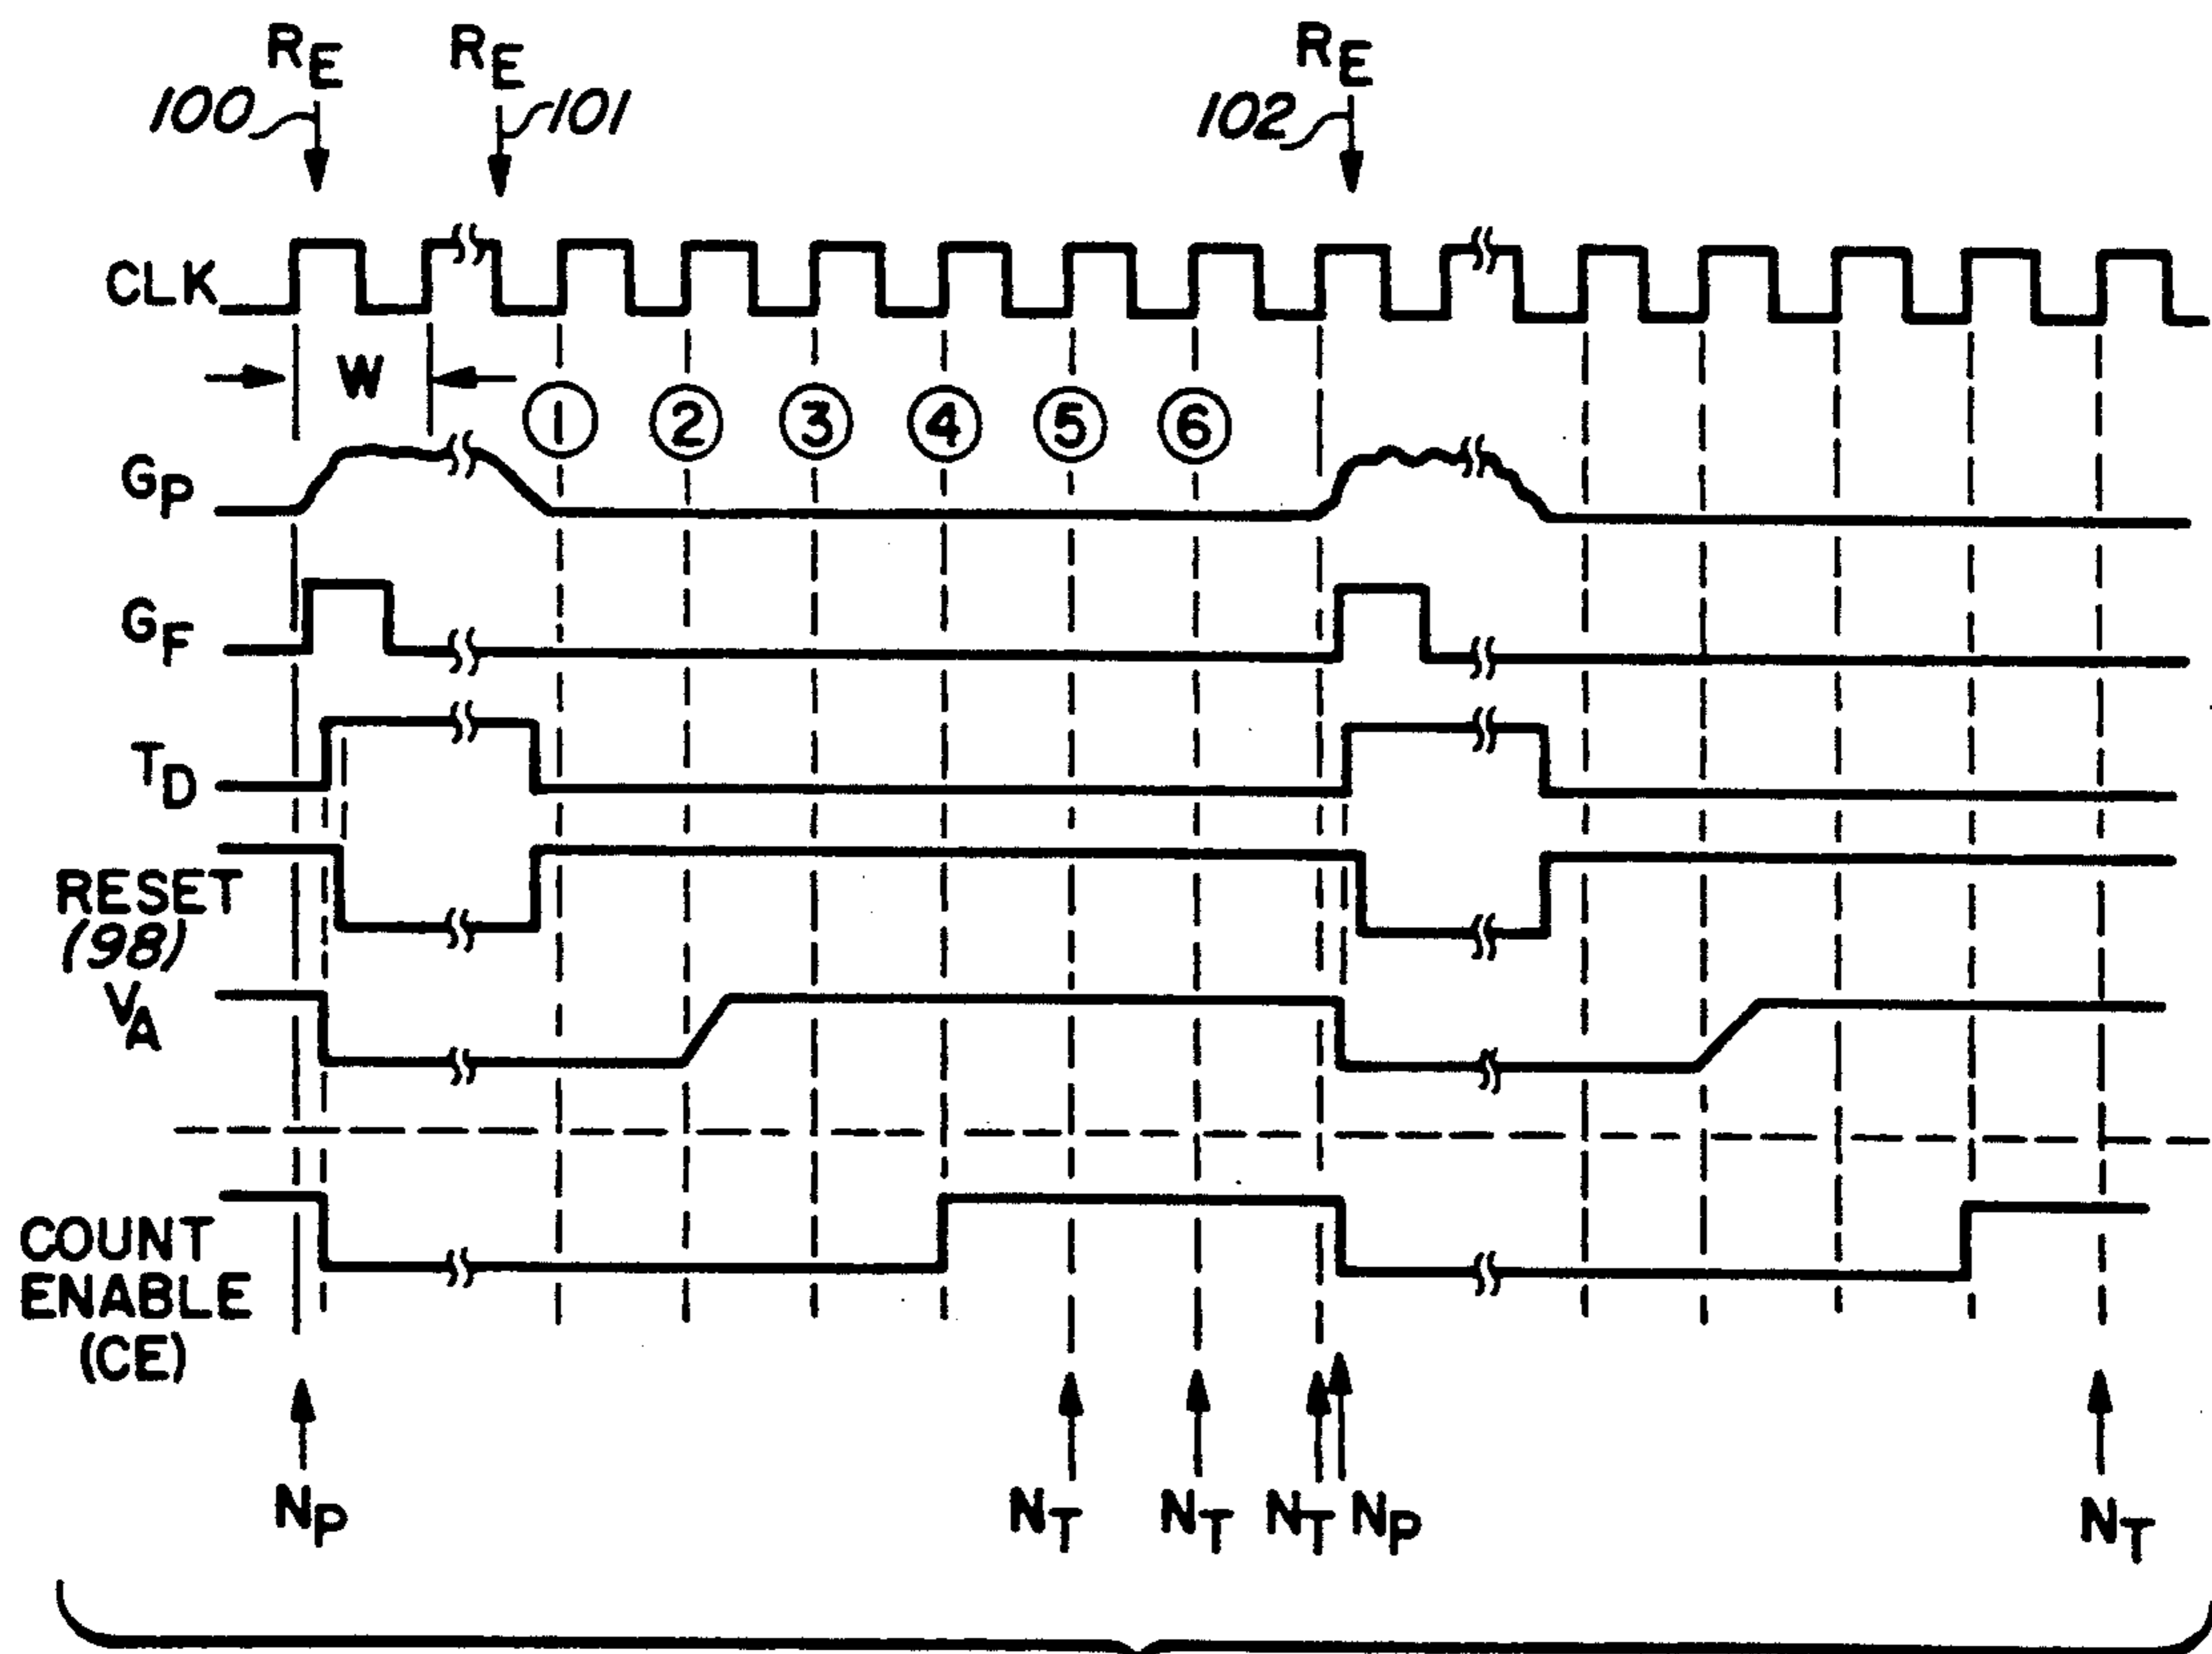 RE RE RE
100 101 102
CLK
W
1 2 3 4 5 6
GP
GF
TD
RESET
(98)
VA
COUNT
ENABLE
(CE)
NP NT NT NT NP NT